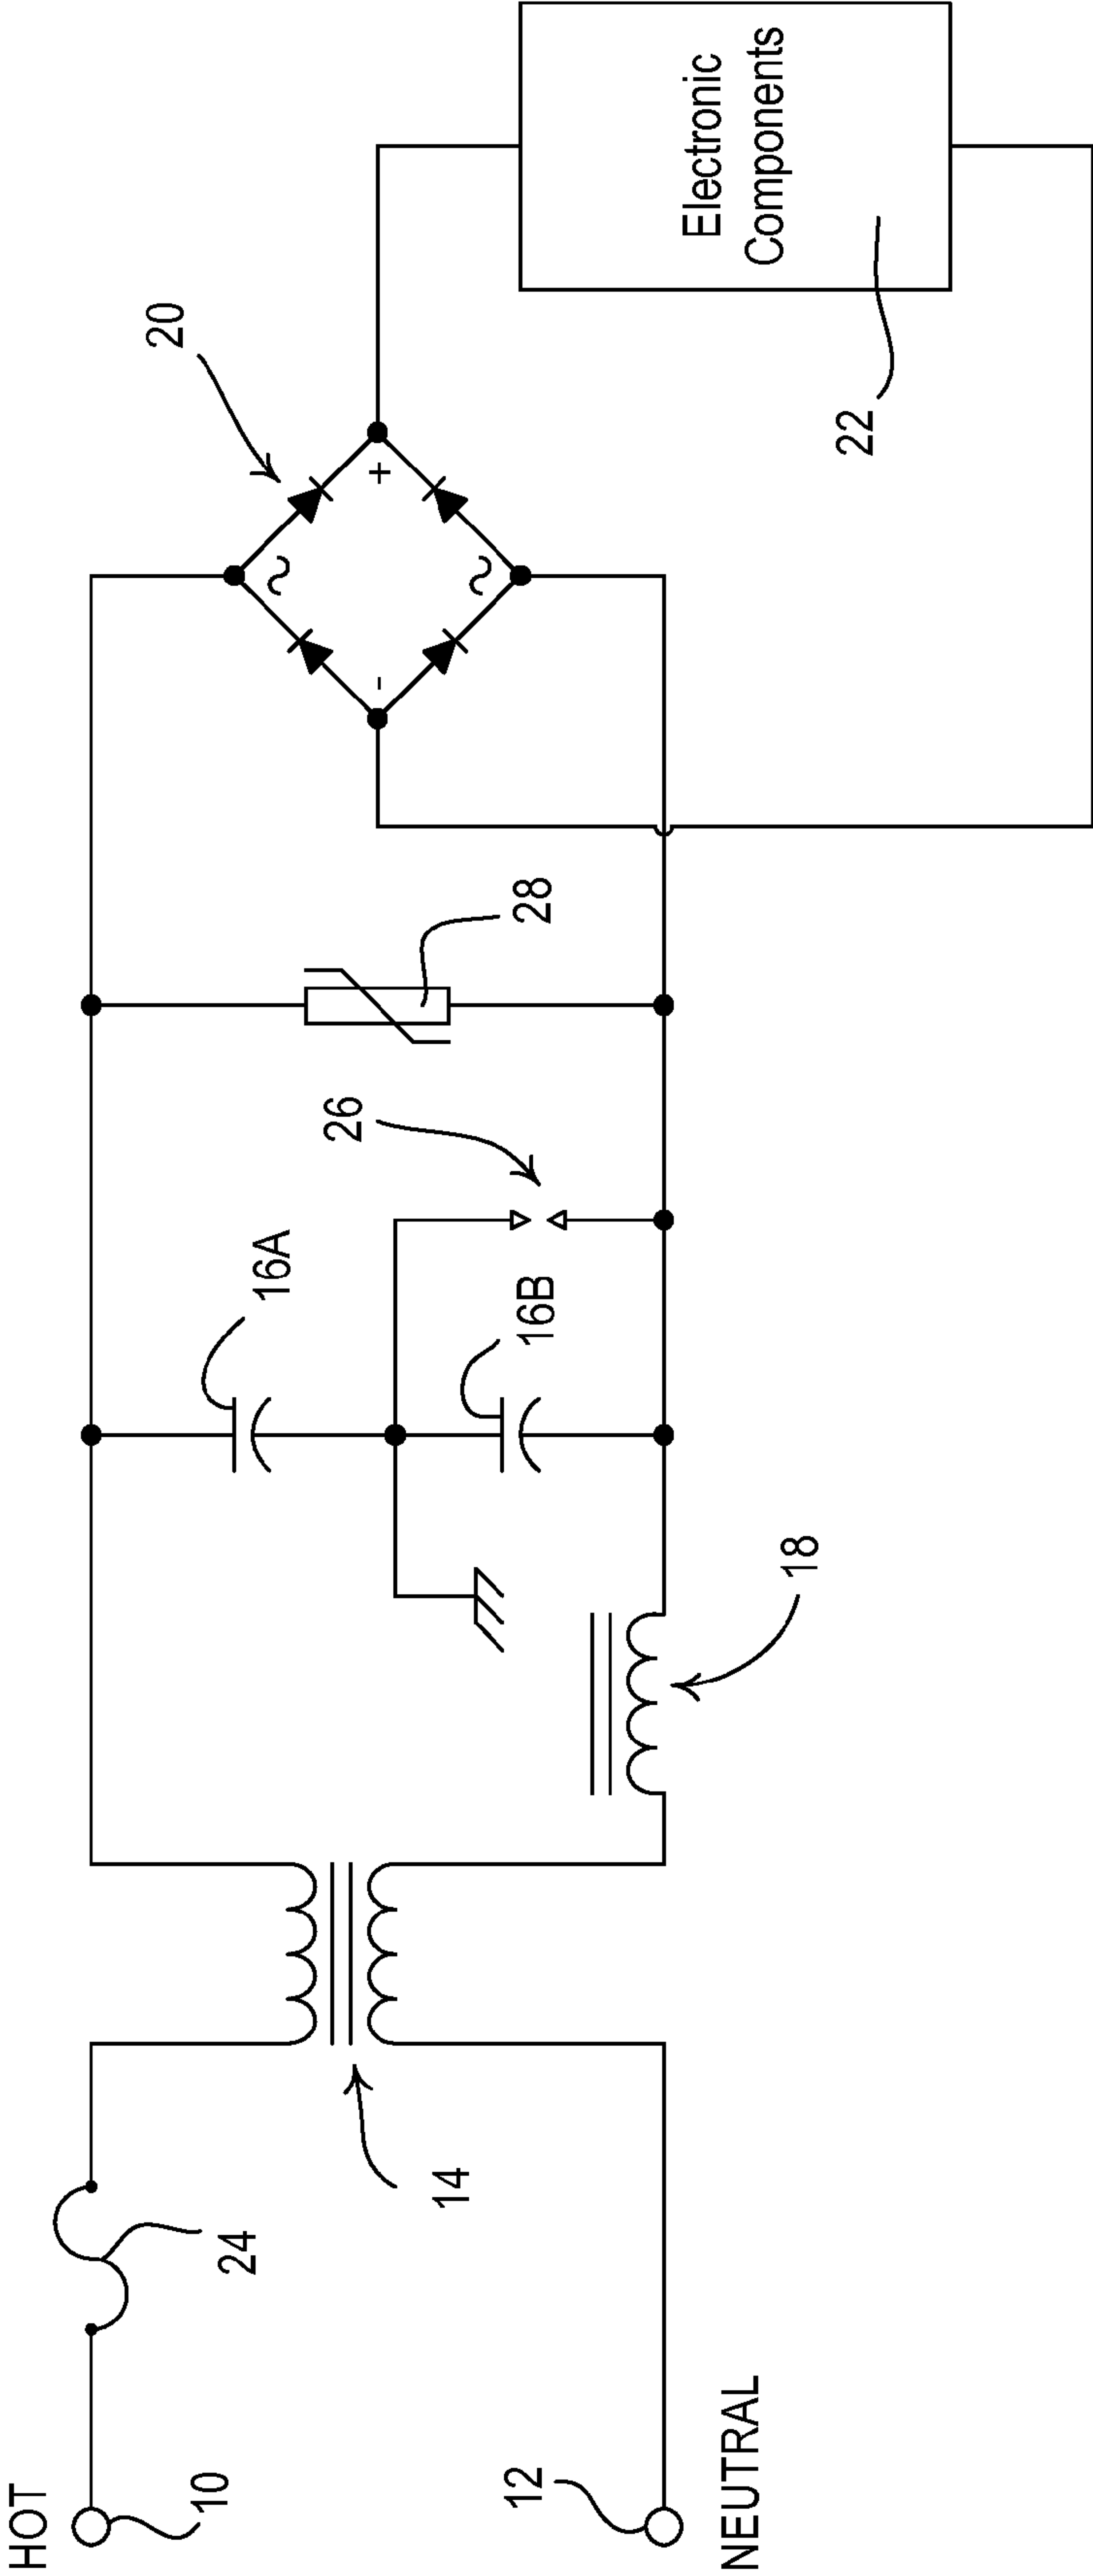 HOT
10
24
14
12
NEUTRAL
18
16A
16B
26
28
20
~
~
+
-
22
Electronic
Components